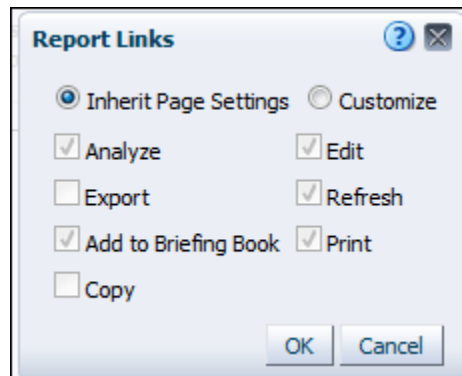 Report Links ?
Inherit Page Settings Customize
Analyze Edit
Export Refresh
Add to Briefing Book Print
Copy
OK Cancel